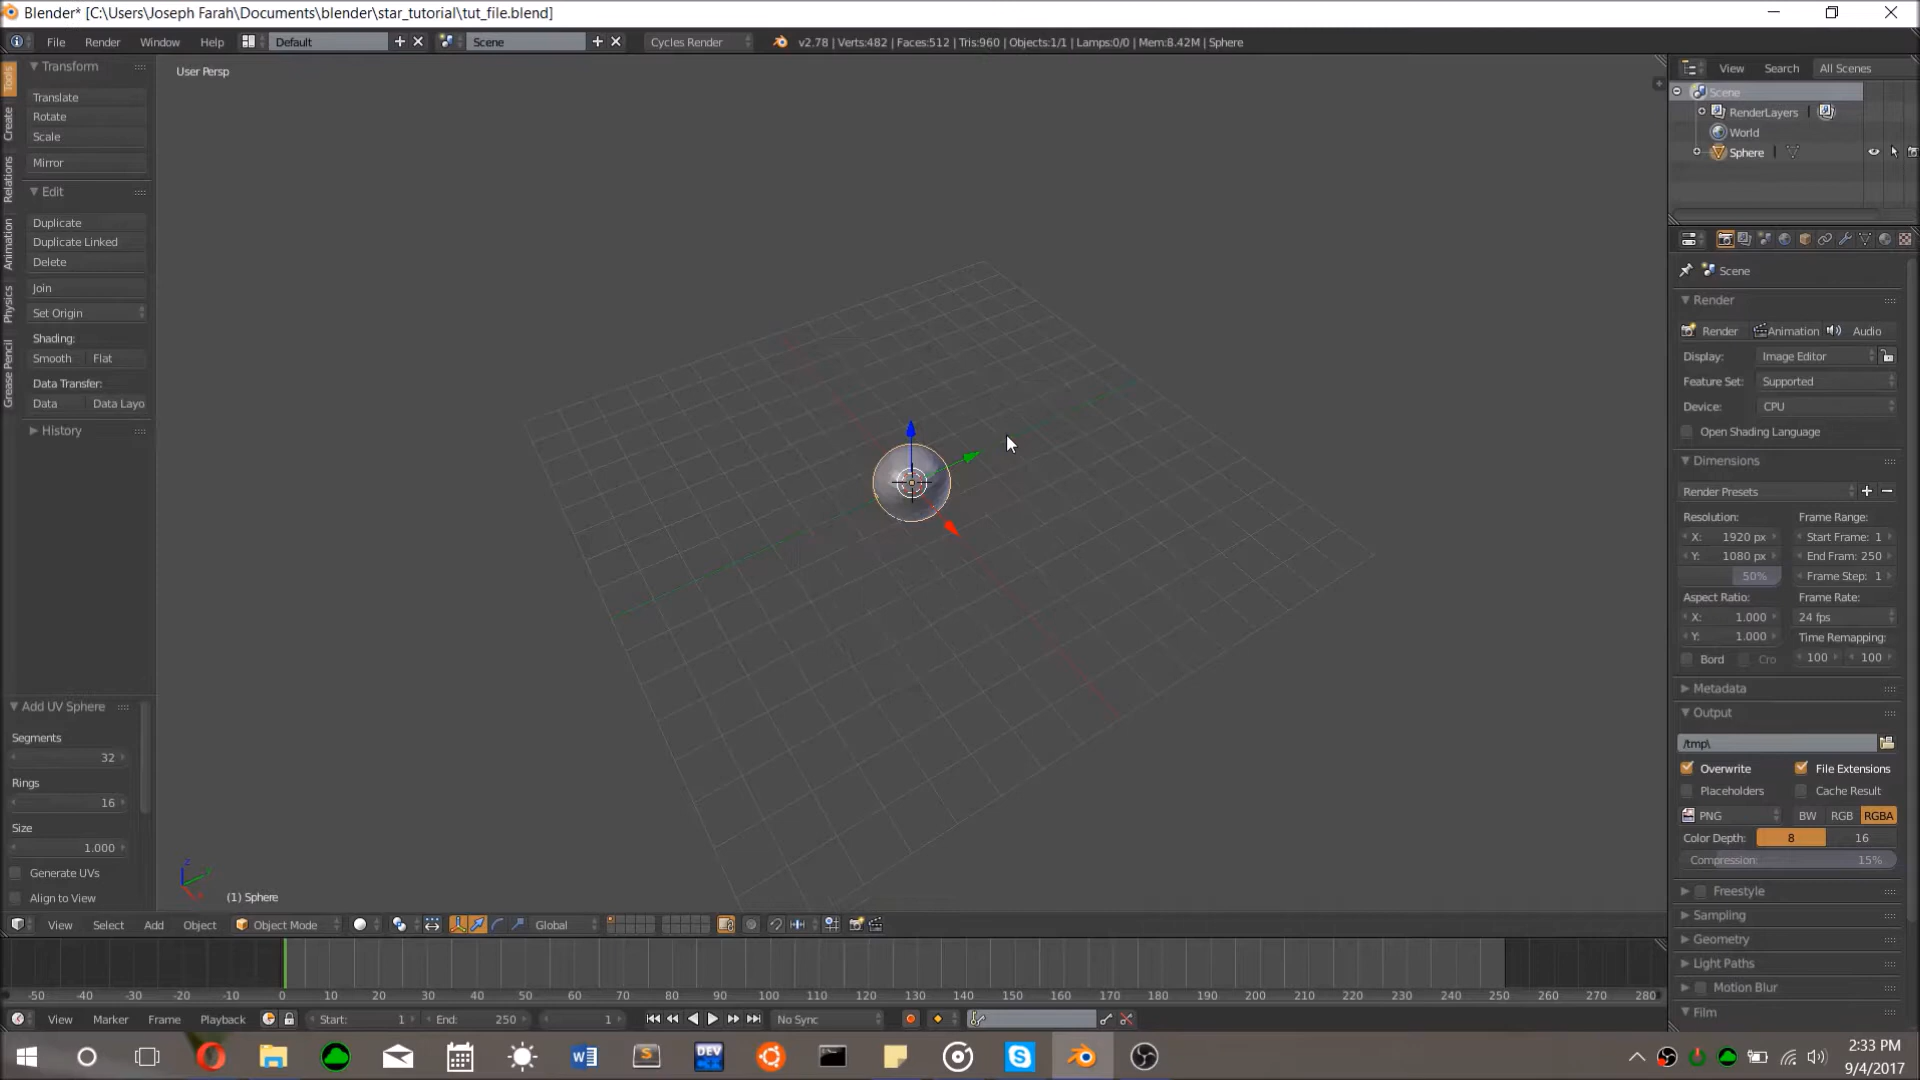 Blender* [C:\Users\Joseph Farah\Documents\blender\star_tutorial\tut_file.blend]
File Render Window Help Default Scene Cycles Render v2.78 | Verts:482 | Faces:512 | Tris:960 | Objects:1/1 | Lamps:0/0 | Mem:8.42M | Sphere
Tools
Create
Relations
Animation
Physics
Grease Pencil
Transform
Translate
Rotate
Scale
Mirror
Edit
Duplicate
Duplicate Linked
Delete
Join
Set Origin
Shading:
Smooth Flat
Data Transfer:
Data Data Layo
History
Add UV Sphere
Segments
32
Rings
16
Size
1.000
Generate UVs
Align to View
User Persp
(1) Sphere
View Select Add Object Object Mode Global
View Search All Scenes
Scene
RenderLayers
World
Sphere
Scene
Render
Render Animation Audio
Display: Image Editor
Feature Set: Supported
Device: CPU
Open Shading Language
Dimensions
Render Presets
Resolution: Frame Range:
X: 1920 px Start Frame: 1
Y: 1080 px End Fram: 250
50% Frame Step: 1
Aspect Ratio: Frame Rate:
X: 1.000 24 fps
Y: 1.000 Time Remapping:
Bord Cro 100 100
Metadata
Output
/tmp\
Overwrite File Extensions
Placeholders Cache Result
PNG BW RGB RGBA
Color Depth: 8 16
Compression: 15%
Freestyle
Sampling
Geometry
Light Paths
Motion Blur
Film
-50 -40 -30 -20 -10 0 10 20 30 40 50 60 70 80 90 100 110 120 130 140 150 160 170 180 190 200 210 220 230 240 250 260 270 280
View Marker Frame Playback Start: 1 End: 250 1 No Sync
2:33 PM
9/4/2017